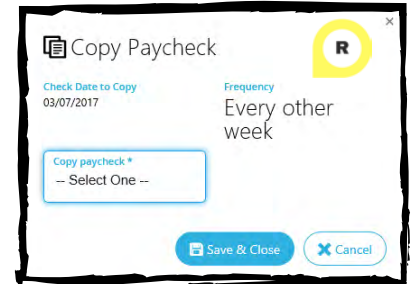 Copy Paycheck
R
Check Date to Copy
03/07/2017
Frequency
Every other
week
Copy paycheck *
-- Select One --
Save & Close
Cancel